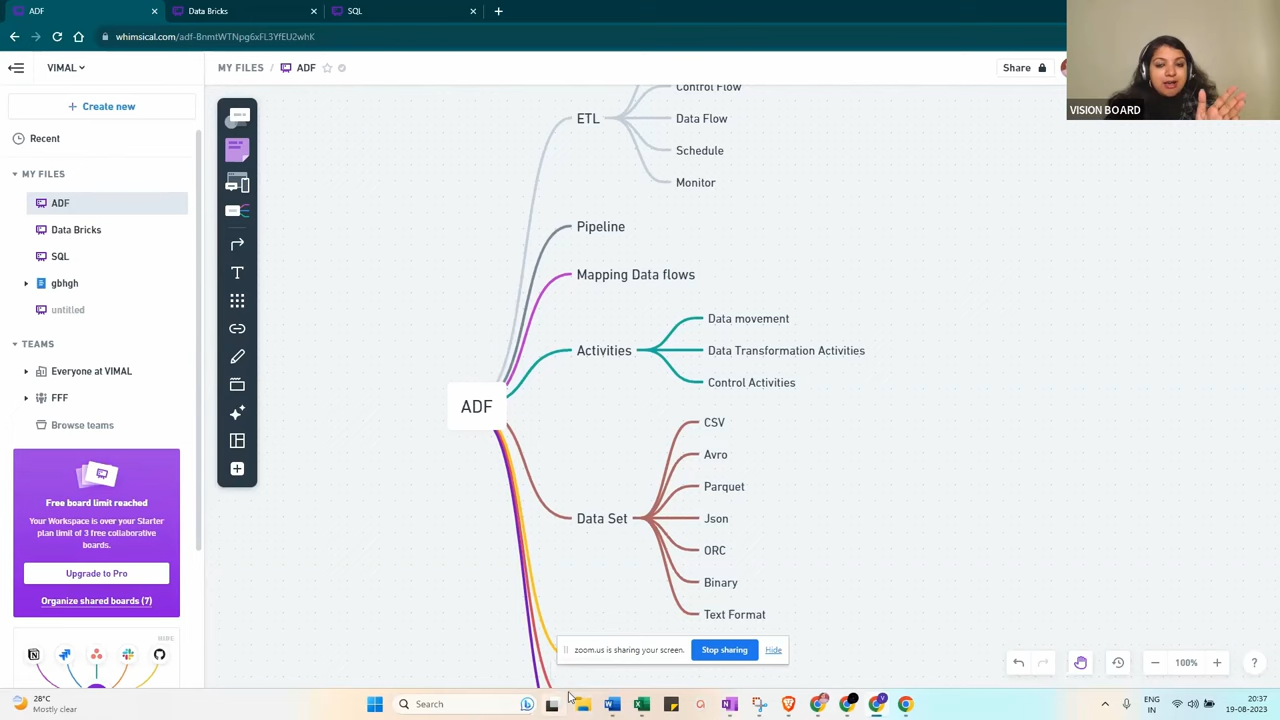 ADF
Data Bricks
SQL
whimsical.com/adf-BnmtWTNpg6xFL3YfEU2whK
VIMAL
MY FILES / ADF
Share
VISION BOARD
+ Create new
Recent
MY FILES
ADF
Data Bricks
SQL
gbhgh
untitled
TEAMS
Everyone at VIMAL
FFF
Browse teams
Free board limit reached
Your Workspace is over your Starter
plan limit of 3 free collaborative
boards.
Upgrade to Pro
Organize shared boards (7)
HIDE
Control Flow
ETL
Data Flow
Schedule
Monitor
Pipeline
Mapping Data flows
Activities
Data movement
Data Transformation Activities
Control Activities
ADF
Data Set
CSV
Avro
Parquet
Json
ORC
Binary
Text Format
zoom.us is sharing your screen.
Stop sharing
Hide
100%
28°C
Mostly clear
Search
ENG
IN
20:37
19-08-2023